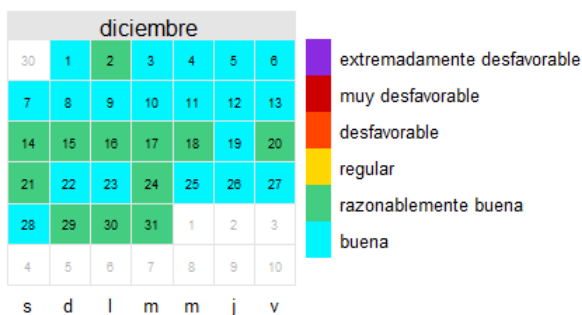 diciembre
30 1 2 3 4 5 6
7 8 9 10 11 12 13
14 15 16 17 18 19 20
21 22 23 24 25 26 27
28 29 30 31 1 2 3
4 5 6 7 8 9 10
s d l m m j v
extremadamente desfavorable
muy desfavorable
desfavorable
regular
razonablemente buena
buena